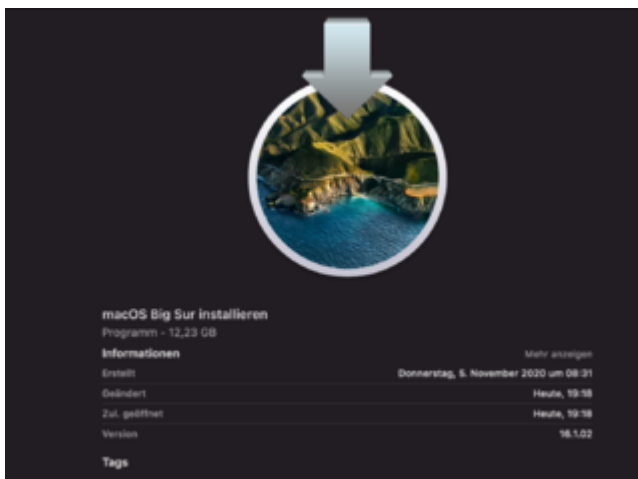 macOS Big Sur installieren
Programm - 12,23 GB
Informationen Mehr anzeigen
Erstellt Donnerstag, 5. November 2020 um 08:31
Geändert Heute, 19:18
Zul. geöffnet Heute, 19:18
Version 16.1.02
Tags